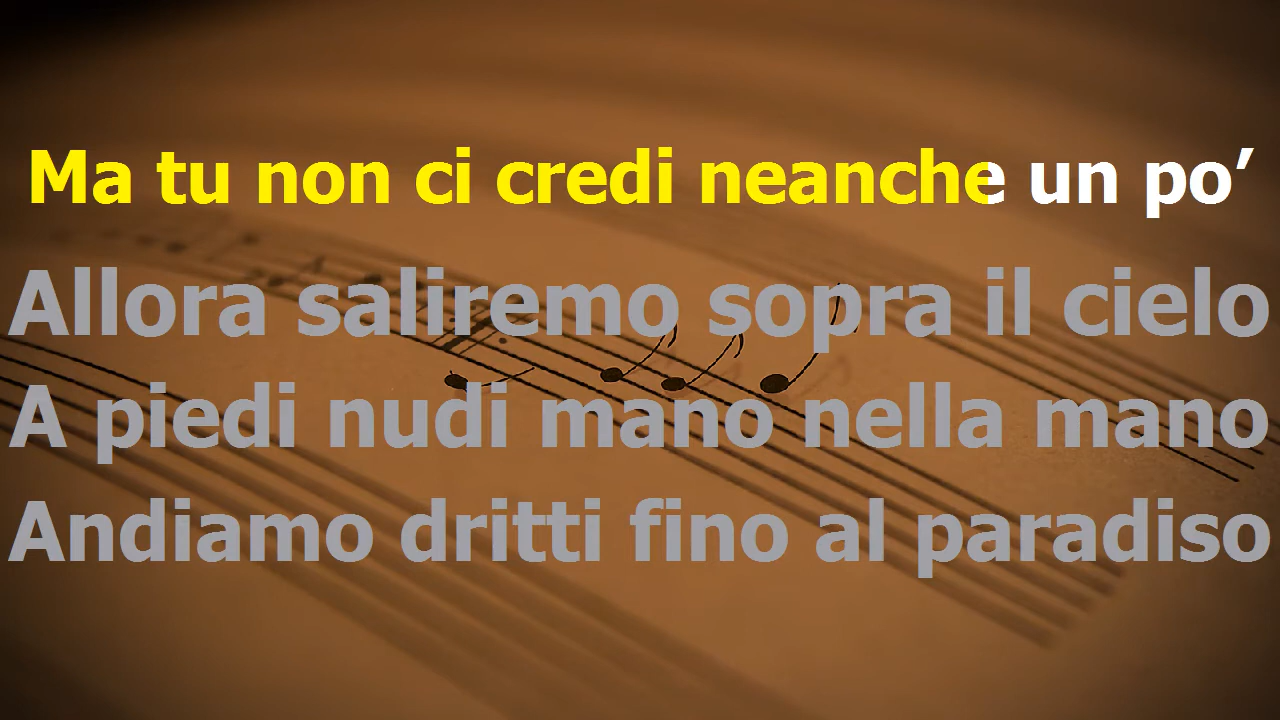 Ma tu non ci credi neanche un po’
Allora saliremo sopra il cielo
A piedi nudi mano nella mano
Andiamo dritti fino al paradiso